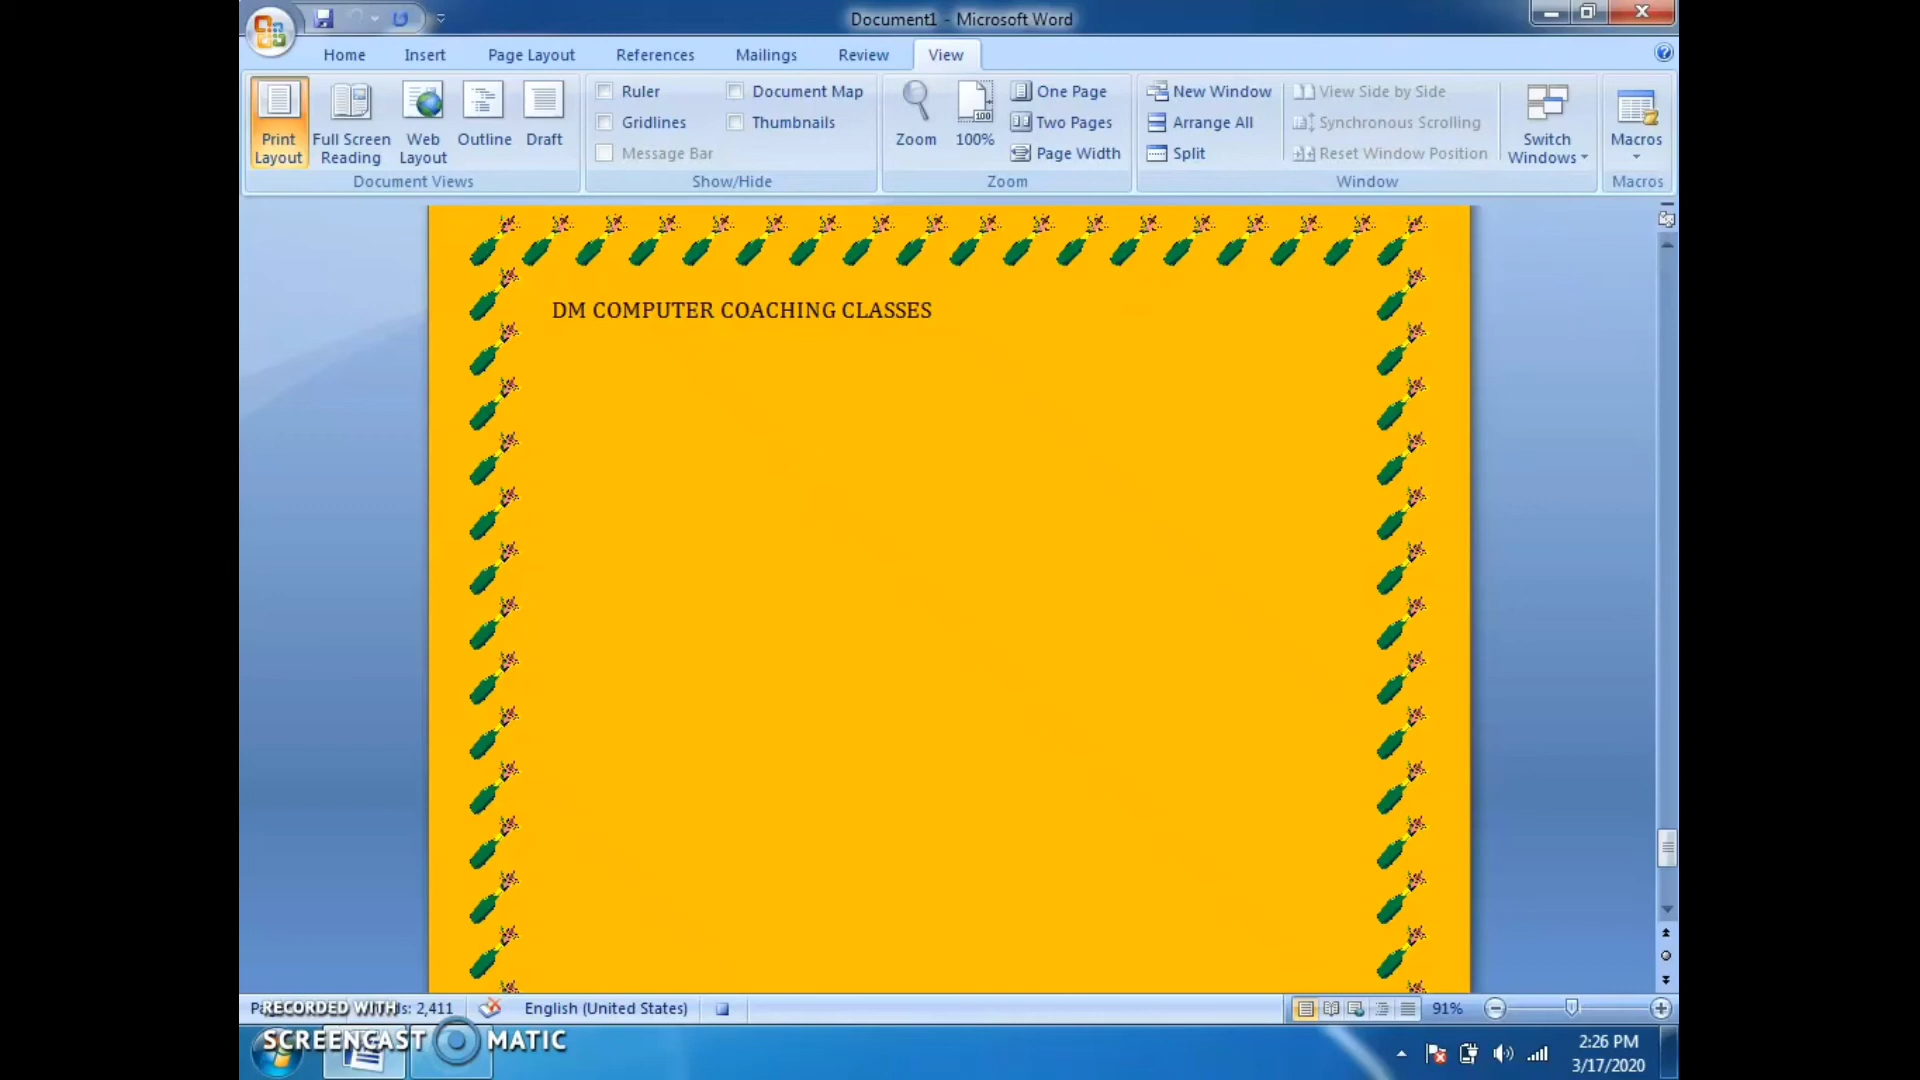 Document1 - Microsoft Word
Home Insert Page Layout References Mailings Review View
Print Layout
Full Screen Reading
Web Layout
Outline
Draft
Document Views
Ruler
Gridlines
Message Bar
Document Map
Thumbnails
Show/Hide
Zoom
100%
One Page
Two Pages
Page Width
Zoom
New Window
Arrange All
Split
View Side by Side
Synchronous Scrolling
Reset Window Position
Switch Windows
Window
Macros
Macros
DM COMPUTER COACHING CLASSES
2,411 English (United States) 91%
RECORDED WITH
SCREENCAST MATIC
2:26 PM
3/17/2020